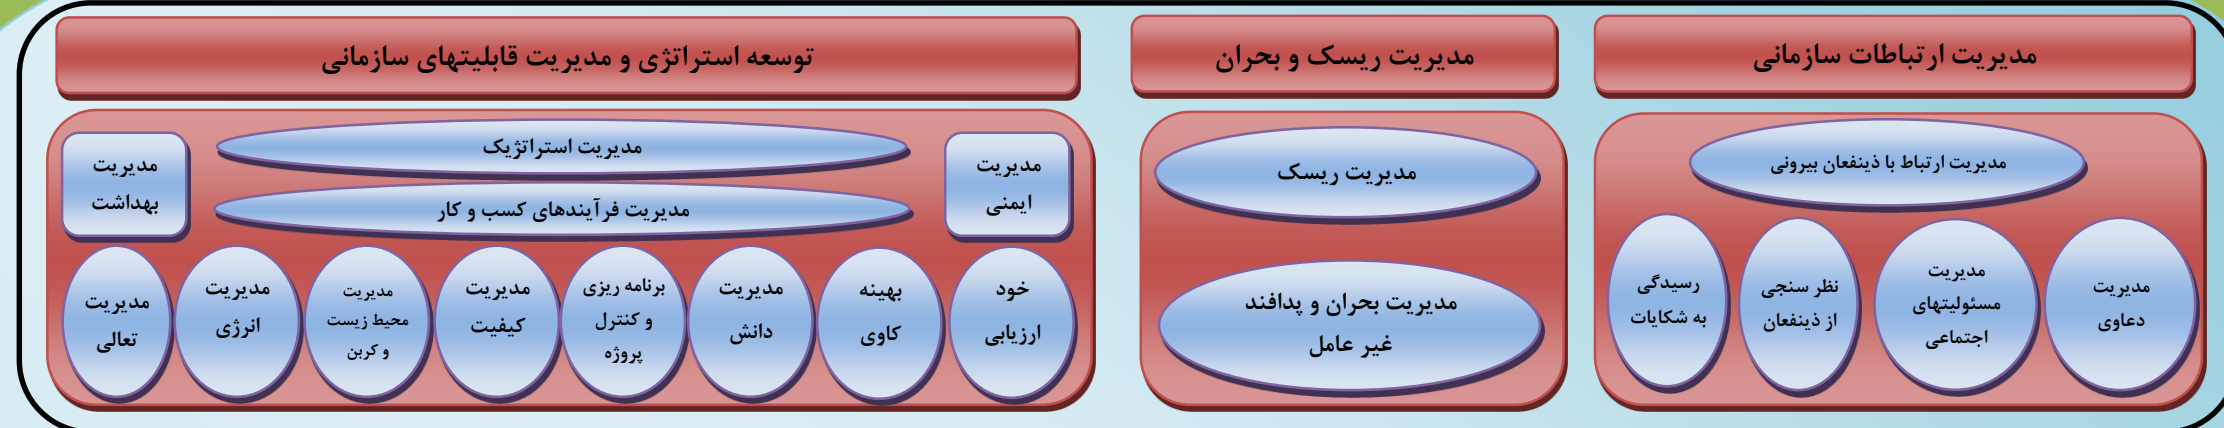 مدیریت ارتباطات سازمانی
مدیریت ریسک و بحران
توسعه استراتژی و مدیریت قابلیتهای سازمانی
مدیریت ارتباط با ذینفعان بیرونی
مدیریت
دعاوی
مدیریت
مسئولیتهای
اجتماعی
نظر سنجی
از ذینفعان
رسیدگی
به شکایات
مدیریت ریسک
مدیریت بحران و پدافند
غیر عامل
مدیریت
ایمنی
مدیریت استراتژیک
مدیریت فرآیندهای کسب و کار
مدیریت
بهداشت
خود
ارزیابی
بهینه
کاوی
مدیریت
دانش
برنامه ریزی
و کنترل
پروژه
مدیریت
کیفیت
مدیریت
محیط زیست
و کربن
مدیریت
انرژی
مدیریت
تعالی